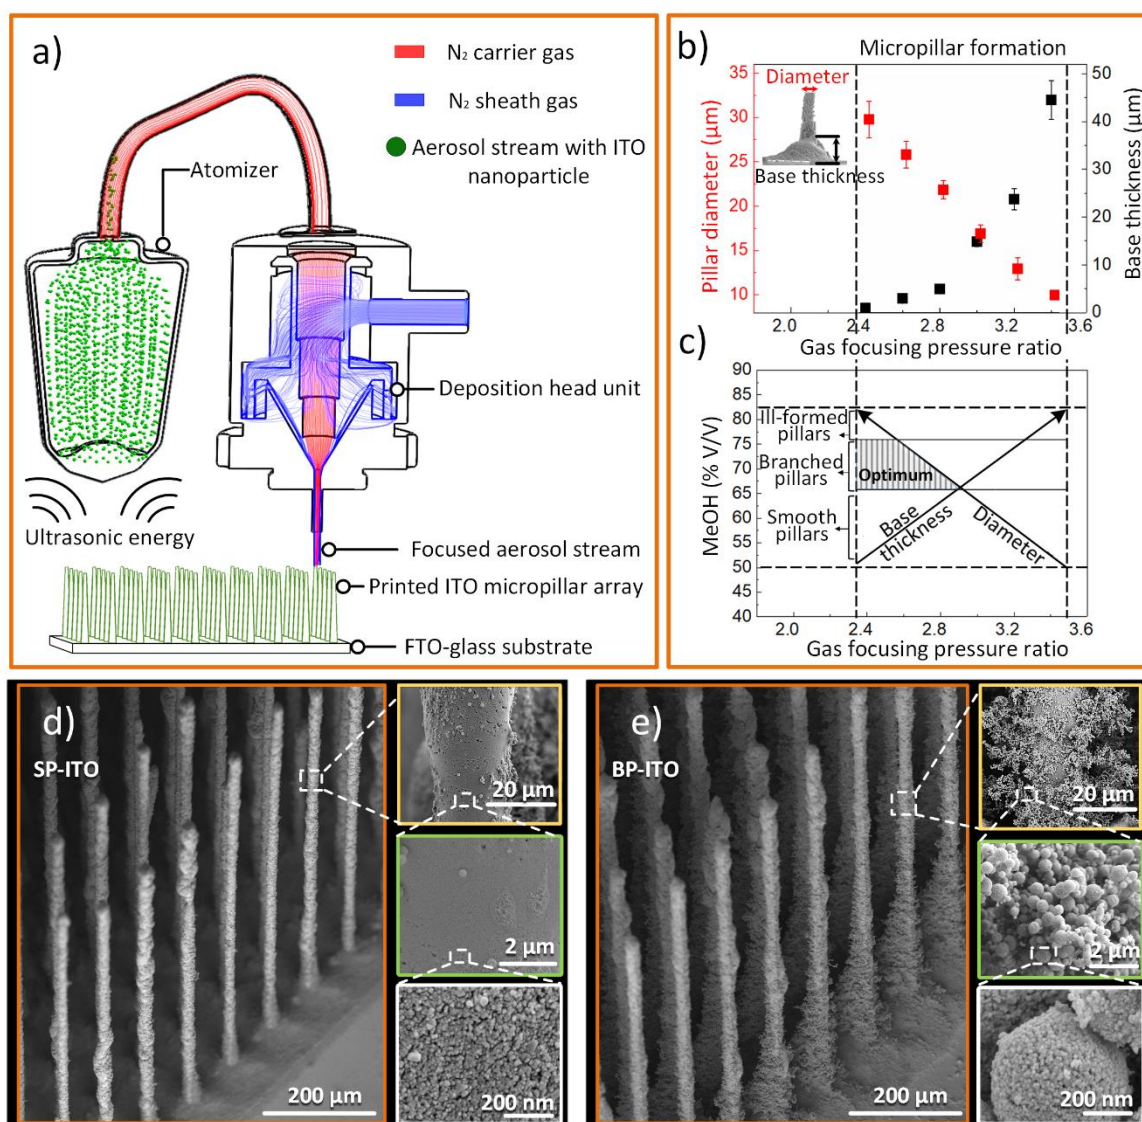 a)
N₂ carrier gas
N₂ sheath gas
Aerosol stream with ITO
nanoparticle
Atomizer
Deposition head unit
Ultrasonic energy
Focused aerosol stream
Printed ITO micropillar array
FTO-glass substrate
b)
Micropillar formation
Diameter
Base thickness
Pillar diameter (µm)
35
30
25
20
15
10
Base thickness (µm)
50
40
30
20
10
0
2.0
2.4
2.8
3.2
3.6
Gas focusing pressure ratio
c)
MeOH (% V/V)
90
85
80
75
70
65
60
55
50
45
40
Ill-formed
pillars
Branched
pillars
Smooth
pillars
Optimum
Base
thickness
Diameter
2.0
2.4
2.8
3.2
3.6
Gas focusing pressure ratio
d)
SP-ITO
200 µm
20 µm
2 µm
200 nm
e)
BP-ITO
200 µm
20 µm
2 µm
200 nm